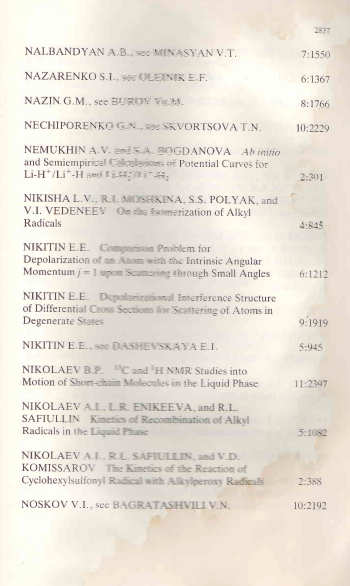 2837
NALBANDYAN A.B., see MINASYAN V.T. 7:1550
NAZARENKO S.I., see OLEINIK E.F. 6:1367
NAZIN G.M., see BUROV Yu.M. 8:1766
NECHIPORENKO G.N., see SKVORTSOVA T.N. 10:2229
NEMUKHIN A.V. and S.A. BOGDANOVA Ab initio
and Semiempirical Calculations of Potential Curves for
Li-H⁺/Li⁺-H and 2:301
NIKISHA L.V., R.I. MOSHKINA, S.S. POLYAK, and
V.I. VEDENEEV On the Isomerization of Alkyl
Radicals 4:845
NIKITIN E.E. Comparison Problem for
Depolarization of an Atom with the Intrinsic Angular
Momentum j = 1 upon Scattering through Small Angles 6:1212
NIKITIN E.E. Depolarizational Interference Structure
of Differential Cross Sections for Scattering of Atoms in
Degenerate States 9:1919
NIKITIN E.E., see DASHEVSKAYA E.I. 5:945
NIKOLAEV B.P. ¹³C and ¹H NMR Studies into
Motion of Short-chain Molecules in the Liquid Phase 11:2397
NIKOLAEV A.I., L.R. ENIKEEVA, and R.L.
SAFIULLIN Kinetics of Recombination of Alkyl
Radicals in the Liquid Phase 5:1082
NIKOLAEV A.I., R.L. SAFIULLIN, and V.D.
KOMISSAROV The Kinetics of the Reaction of
Cyclohexylsulfonyl Radical with Alkylperoxy Radicals 2:388
NOSKOV V.I., see BAGRATASHVILI V.N. 10:2192